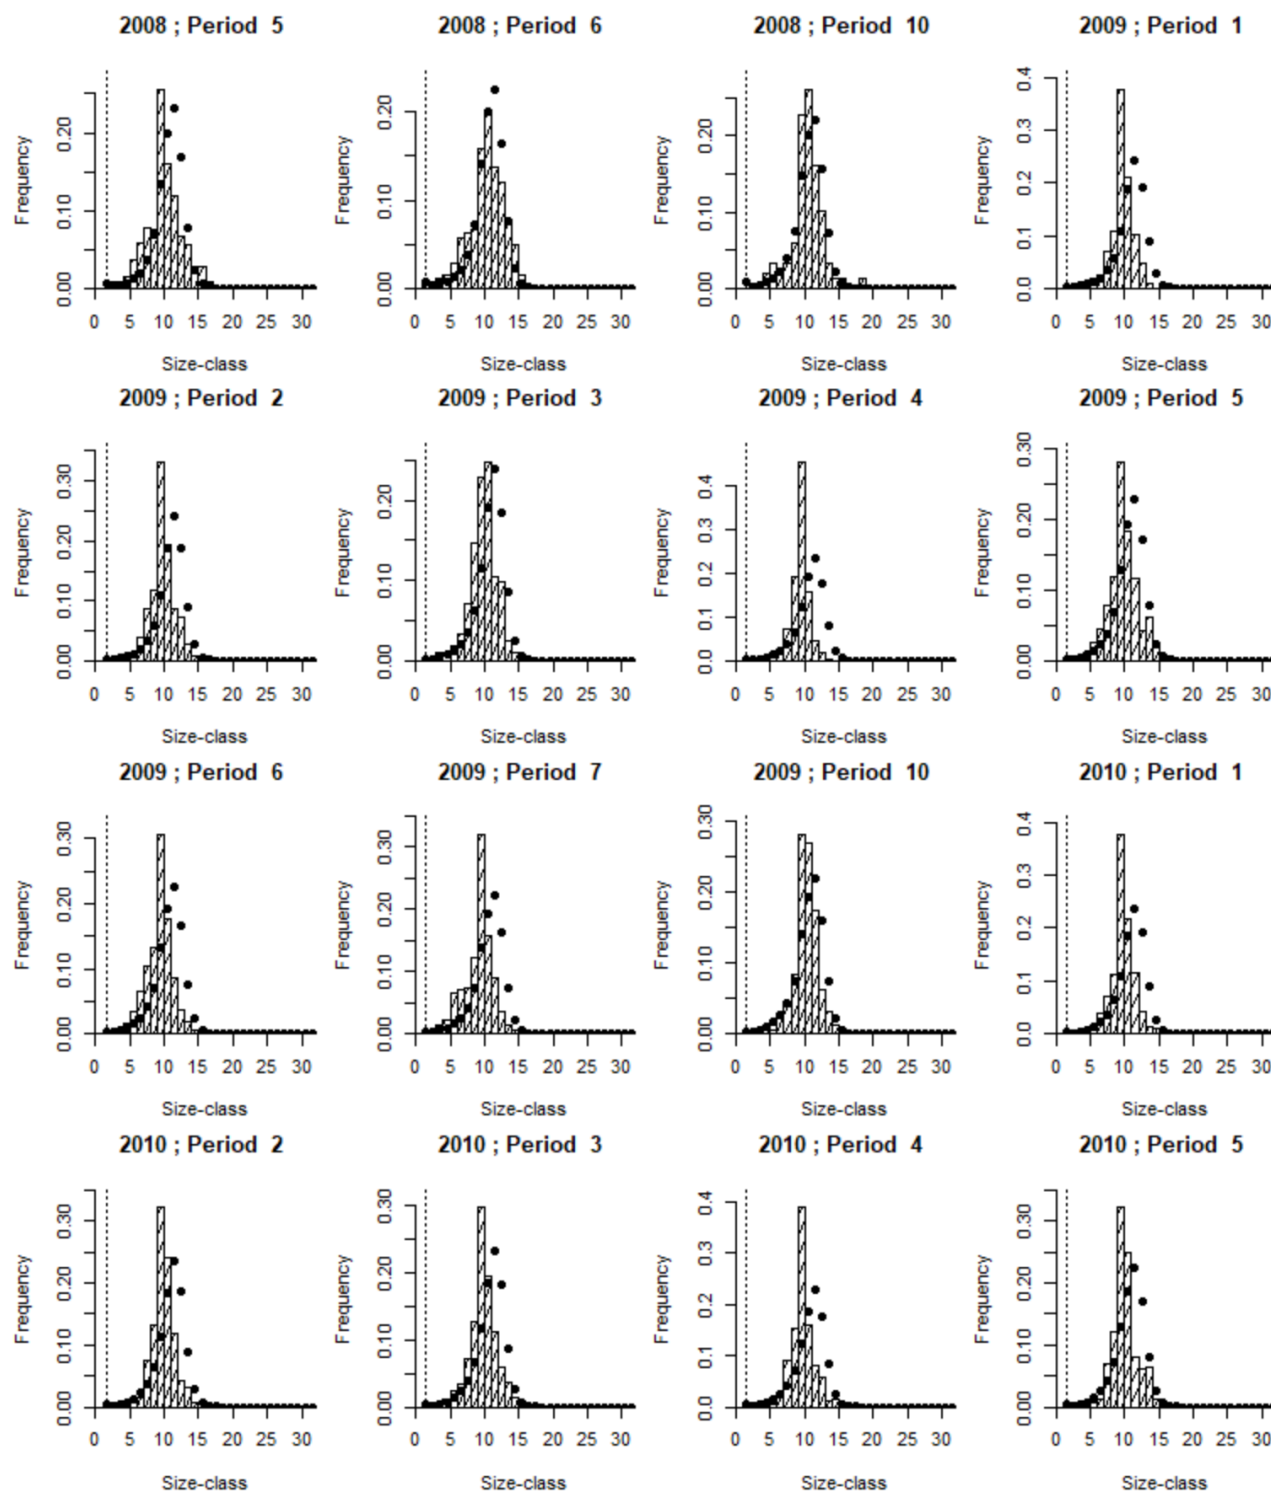 2008 ; Period 5
2008 ; Period 6
2008 ; Period 10
2009 ; Period 1
Frequency
0.00 0.10 0.20
0 5 10 15 20 25 30
Size-class
Frequency
0.00 0.10 0.20
0 5 10 15 20 25 30
Size-class
Frequency
0.00 0.10 0.20
0 5 10 15 20 25 30
Size-class
Frequency
0.0 0.1 0.2 0.3 0.4
0 5 10 15 20 25 30
Size-class
2009 ; Period 2
2009 ; Period 3
2009 ; Period 4
2009 ; Period 5
Frequency
0.00 0.10 0.20 0.30
0 5 10 15 20 25 30
Size-class
Frequency
0.00 0.10 0.20
0 5 10 15 20 25 30
Size-class
Frequency
0.0 0.1 0.2 0.3 0.4
0 5 10 15 20 25 30
Size-class
Frequency
0.00 0.10 0.20 0.30
0 5 10 15 20 25 30
Size-class
2009 ; Period 6
2009 ; Period 7
2009 ; Period 10
2010 ; Period 1
Frequency
0.00 0.10 0.20 0.30
0 5 10 15 20 25 30
Size-class
Frequency
0.00 0.10 0.20 0.30
0 5 10 15 20 25 30
Size-class
Frequency
0.00 0.10 0.20 0.30
0 5 10 15 20 25 30
Size-class
Frequency
0.0 0.1 0.2 0.3 0.4
0 5 10 15 20 25 30
Size-class
2010 ; Period 2
2010 ; Period 3
2010 ; Period 4
2010 ; Period 5
Frequency
0.00 0.10 0.20 0.30
0 5 10 15 20 25 30
Size-class
Frequency
0.00 0.10 0.20 0.30
0 5 10 15 20 25 30
Size-class
Frequency
0.0 0.1 0.2 0.3 0.4
0 5 10 15 20 25 30
Size-class
Frequency
0.00 0.10 0.20 0.30
0 5 10 15 20 25 30
Size-class